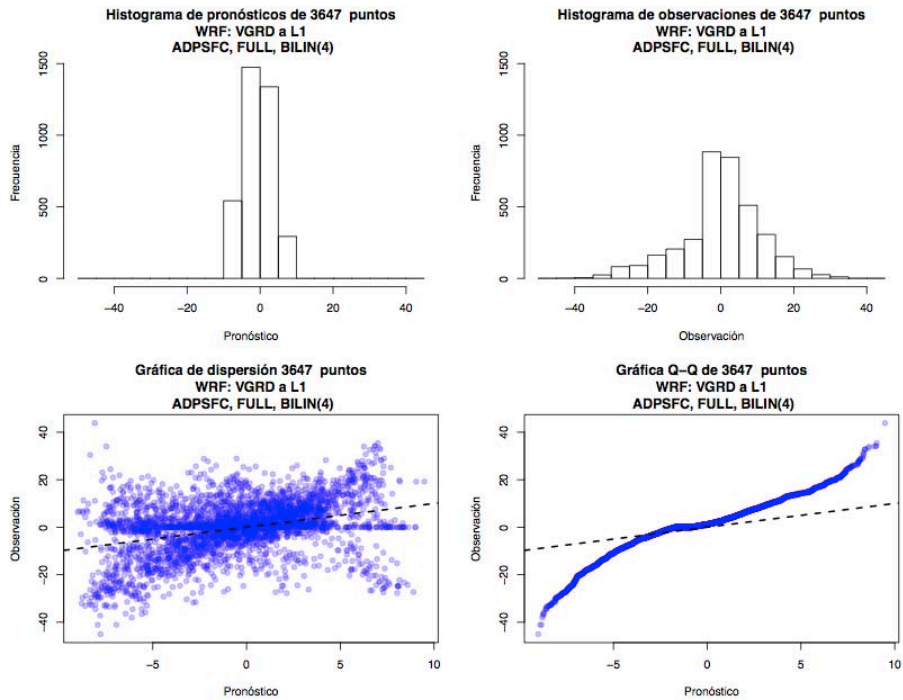 Histograma de pronósticos de 3647 puntos
WRF: VGRD a L1
ADPSFC, FULL, BILIN(4)
Frecuencia
1500
1000
500
0
−40 −20 0 20 40
Pronóstico
Histograma de observaciones de 3647 puntos
WRF: VGRD a L1
ADPSFC, FULL, BILIN(4)
Frecuencia
1500
1000
500
0
−40 −20 0 20 40
Observación
Gráfica de dispersión 3647 puntos
WRF: VGRD a L1
ADPSFC, FULL, BILIN(4)
Observación
40
20
0
−20
−40
−5 0 5 10
Pronóstico
Gráfica Q−Q de 3647 puntos
WRF: VGRD a L1
ADPSFC, FULL, BILIN(4)
Observación
40
20
0
−20
−40
−5 0 5 10
Pronóstico